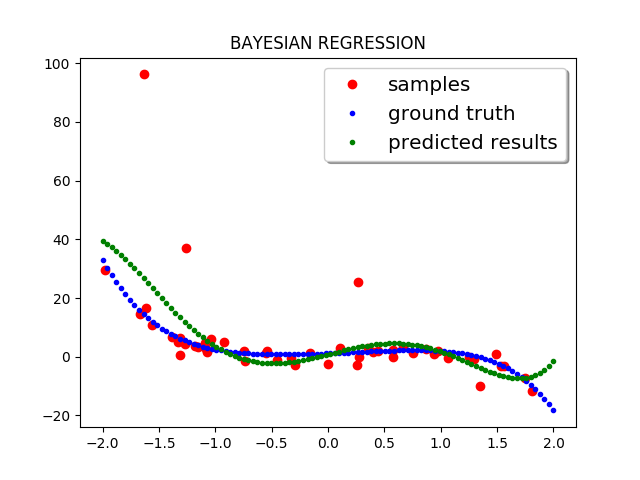 BAYESIAN REGRESSION
samples
ground truth
predicted results
100
80
60
40
20
0
−20
−2.0 −1.5 −1.0 −0.5 0.0 0.5 1.0 1.5 2.0